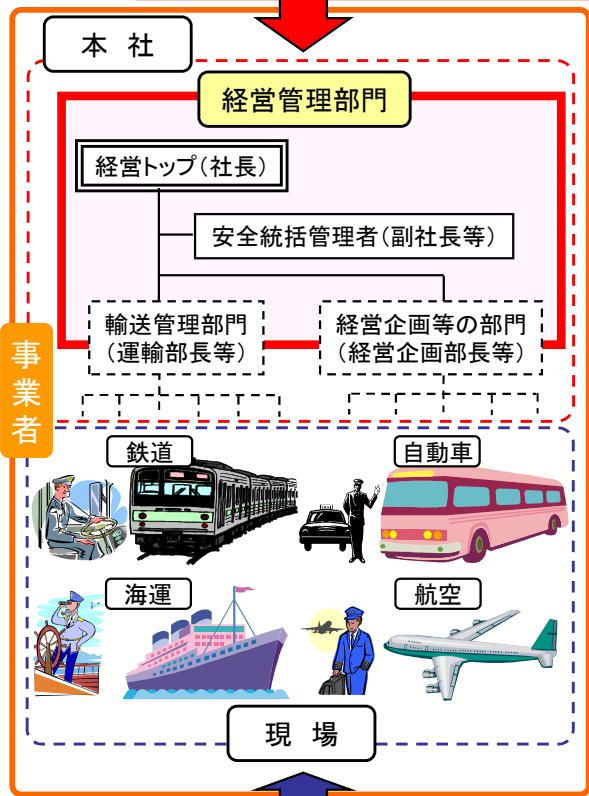 本 社
経営管理部門
経営トップ(社長)
安全統括管理者(副社長等)
輸送管理部門
(運輸部長等)
経営企画等の部門
(経営企画部長等)
事業者
鉄道
自動車
海運
航空
現 場